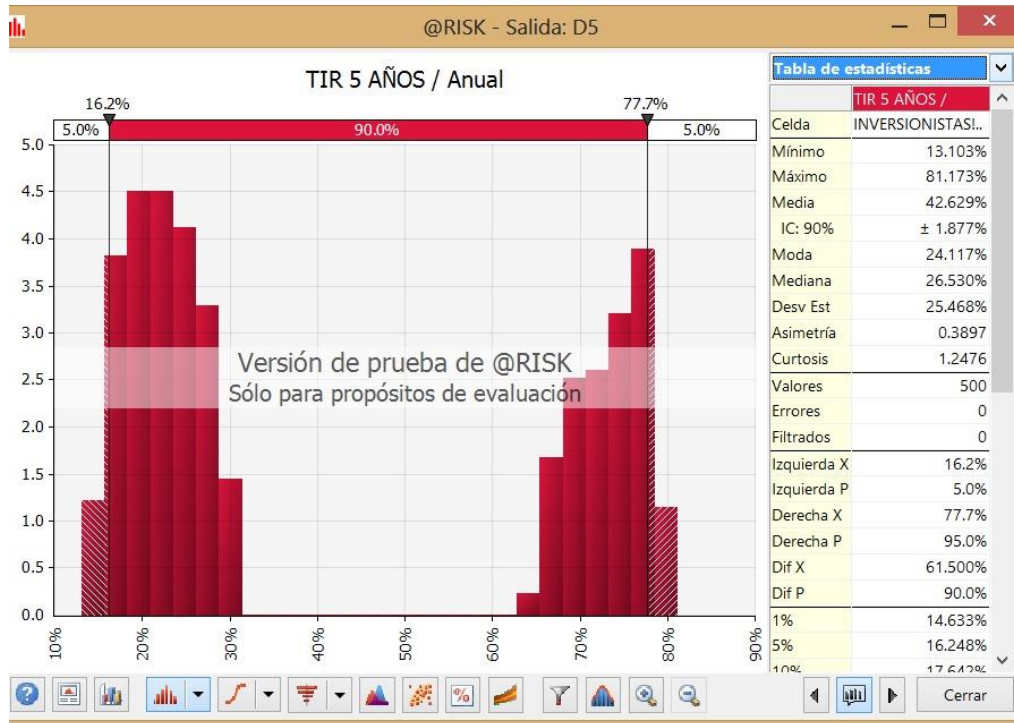 @RISK - Salida: D5
TIR 5 AÑOS / Anual
16.2%
77.7%
5.0%
90.0%
5.0%
5.0
4.5
4.0
3.5
3.0
2.5
2.0
1.5
1.0
0.5
0.0
Versión de prueba de @RISK
Sólo para propósitos de evaluación
10%
20%
30%
40%
50%
60%
70%
80%
90%
Tabla de estadísticas
TIR 5 AÑOS /
Celda INVERSIONISTAS!..
Mínimo 13.103%
Máximo 81.173%
Media 42.629%
IC: 90% ± 1.877%
Moda 24.117%
Mediana 26.530%
Desv Est 25.468%
Asimetría 0.3897
Curtosis 1.2476
Valores 500
Errores 0
Filtrados 0
Izquierda X 16.2%
Izquierda P 5.0%
Derecha X 77.7%
Derecha P 95.0%
Dif X 61.500%
Dif P 90.0%
1% 14.633%
5% 16.248%
10% 17.642%
Cerrar